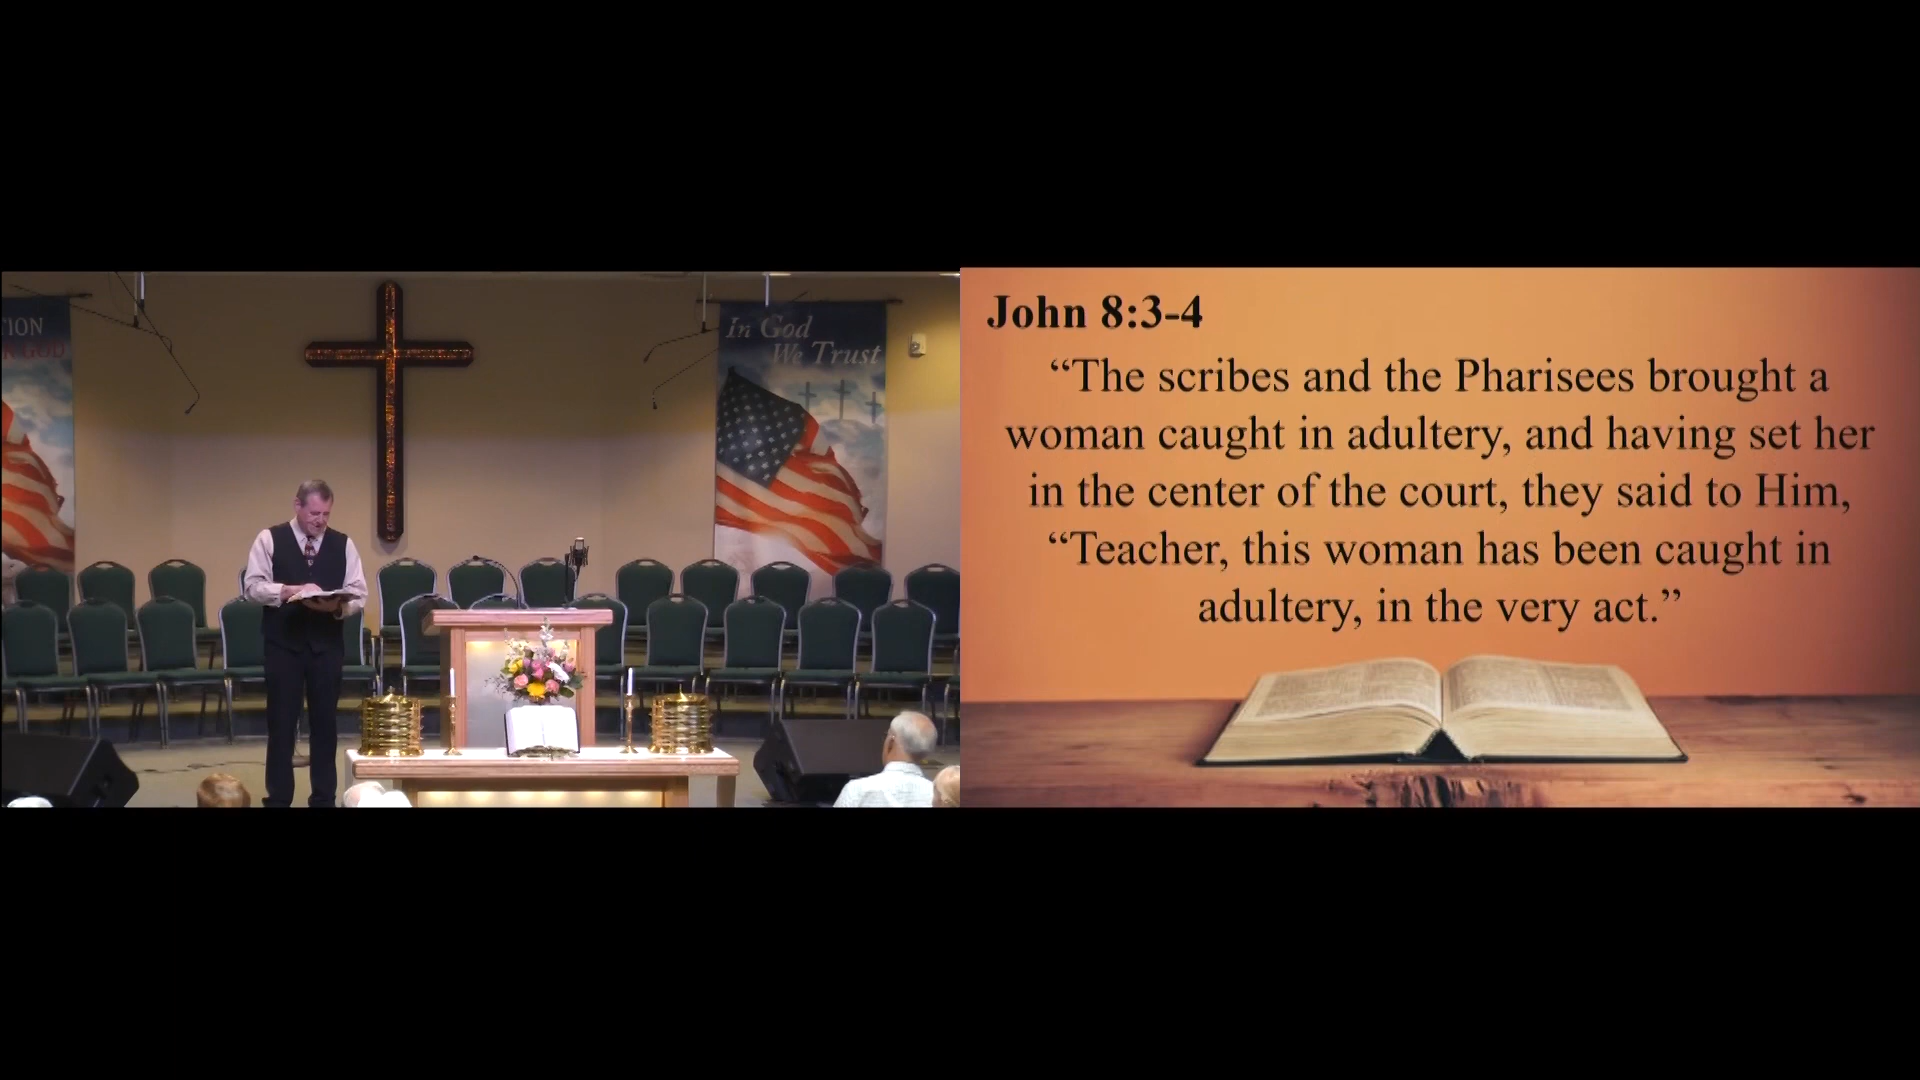 TION
R GOD
In God
We Trust
John 8:3-4
“The scribes and the Pharisees brought a
woman caught in adultery, and having set her
in the center of the court, they said to Him,
“Teacher, this woman has been caught in
adultery, in the very act.”